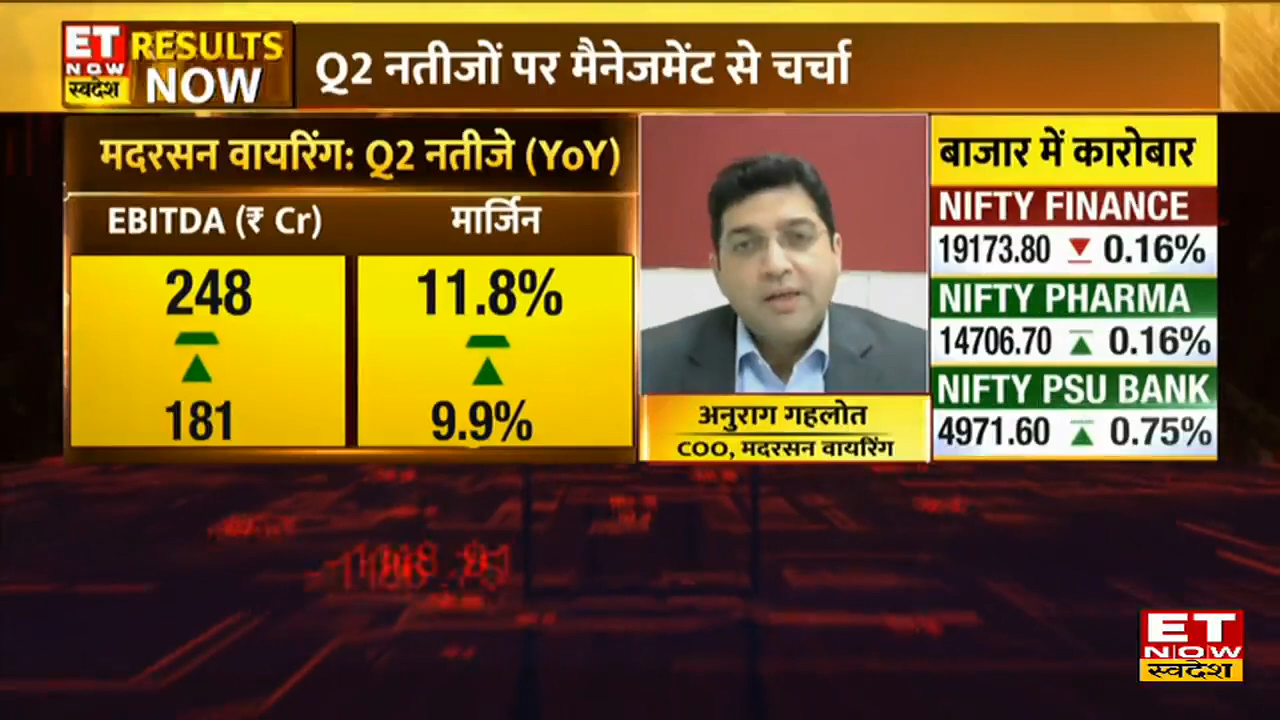 ET NOW स्वदेश RESULTS NOW
Q2 नतीजों पर मैनेजमेंट से चर्चा
मदरसन वायरिंग: Q2 नतीजे (YoY)
EBITDA (₹ Cr) मार्जिन
248 11.8%
181 9.9%
अनुराग गहलोत
COO, मदरसन वायरिंग
बाजार में कारोबार
NIFTY FINANCE
19173.80 0.16%
NIFTY PHARMA
14706.70 0.16%
NIFTY PSU BANK
4971.60 0.75%
ET
NOW
स्वदेश